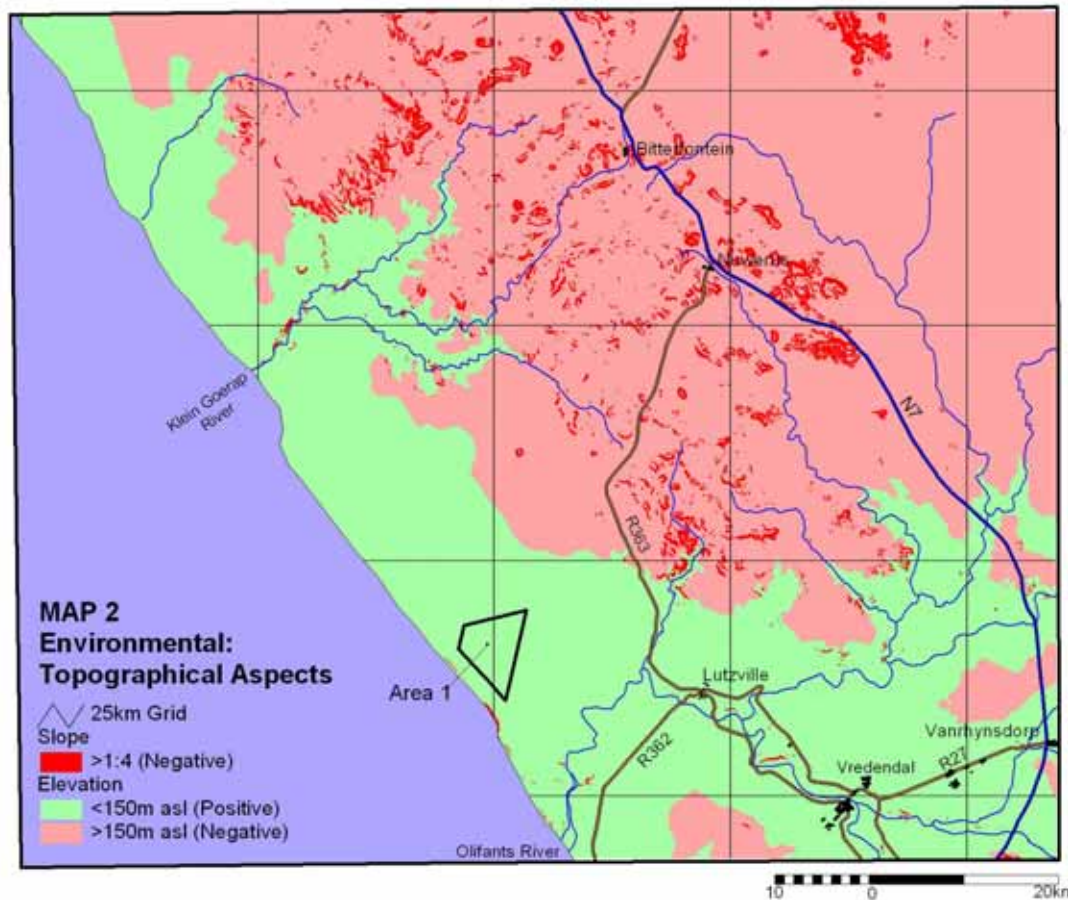 Bitterfontein
Nuwerus
Klein Goerap
River
N7
R363
MAP 2
Environmental:
Topographical Aspects
25km Grid
Slope
>1:4 (Negative)
Elevation
<150m asl (Positive)
>150m asl (Negative)
Area 1
Lutzville
R362
Vanrhynsdorp
R27
Vredendal
Olifants River
10 0 20km